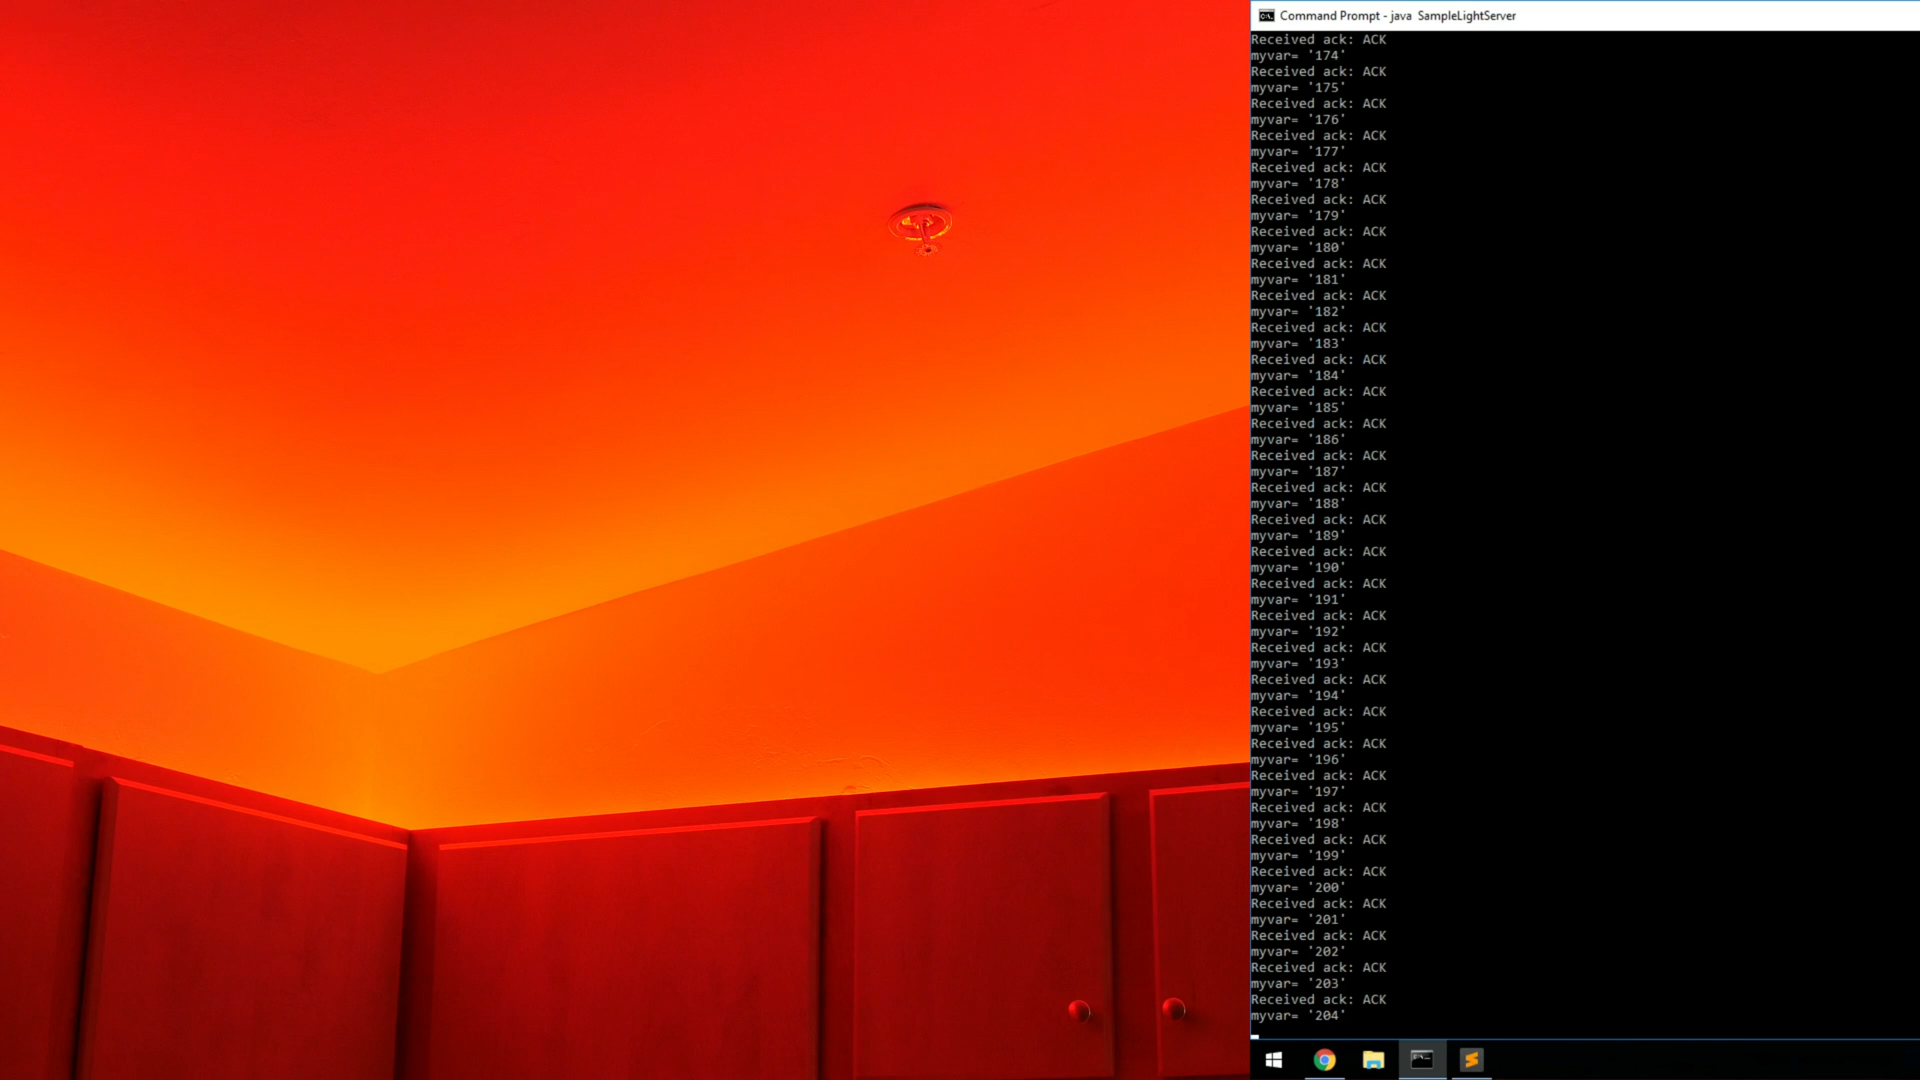 Command Prompt - java  SampleLightServer
Received ack: ACK
myvar= '174'
Received ack: ACK
myvar= '175'
Received ack: ACK
myvar= '176'
Received ack: ACK
myvar= '177'
Received ack: ACK
myvar= '178'
Received ack: ACK
myvar= '179'
Received ack: ACK
myvar= '180'
Received ack: ACK
myvar= '181'
Received ack: ACK
myvar= '182'
Received ack: ACK
myvar= '183'
Received ack: ACK
myvar= '184'
Received ack: ACK
myvar= '185'
Received ack: ACK
myvar= '186'
Received ack: ACK
myvar= '187'
Received ack: ACK
myvar= '188'
Received ack: ACK
myvar= '189'
Received ack: ACK
myvar= '190'
Received ack: ACK
myvar= '191'
Received ack: ACK
myvar= '192'
Received ack: ACK
myvar= '193'
Received ack: ACK
myvar= '194'
Received ack: ACK
myvar= '195'
Received ack: ACK
myvar= '196'
Received ack: ACK
myvar= '197'
Received ack: ACK
myvar= '198'
Received ack: ACK
myvar= '199'
Received ack: ACK
myvar= '200'
Received ack: ACK
myvar= '201'
Received ack: ACK
myvar= '202'
Received ack: ACK
myvar= '203'
Received ack: ACK
myvar= '204'